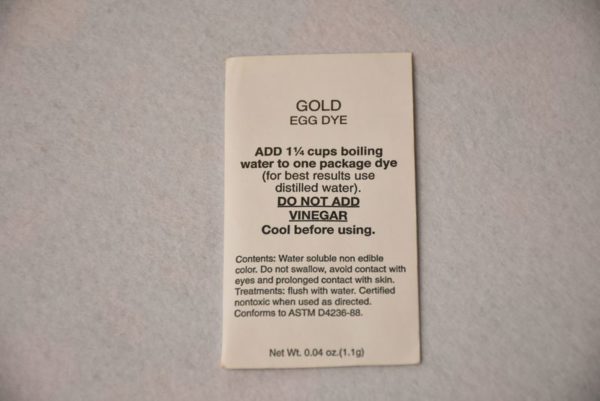 GOLD
EGG DYE
ADD 1¼ cups boiling
water to one package dye
(for best results use
distilled water).
DO NOT ADD
VINEGAR
Cool before using.
Contents: Water soluble non edible
color. Do not swallow, avoid contact with
eyes and prolonged contact with skin.
Treatments: flush with water. Certified
nontoxic when used as directed.
Conforms to ASTM D4236-88.
Net Wt. 0.04 oz.(1.1g)